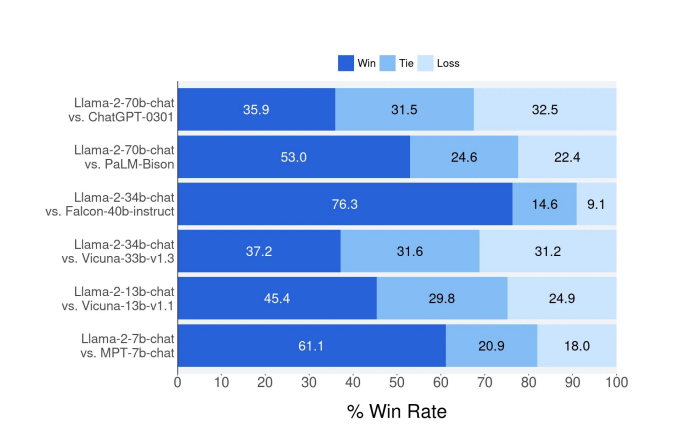 Win Tie Loss
Llama-2-70b-chat
vs. ChatGPT-0301
35.9 31.5 32.5
Llama-2-70b-chat
vs. PaLM-Bison
53.0 24.6 22.4
Llama-2-34b-chat
vs. Falcon-40b-instruct
76.3 14.6 9.1
Llama-2-34b-chat
vs. Vicuna-33b-v1.3
37.2 31.6 31.2
Llama-2-13b-chat
vs. Vicuna-13b-v1.1
45.4 29.8 24.9
Llama-2-7b-chat
vs. MPT-7b-chat
61.1 20.9 18.0
0 10 20 30 40 50 60 70 80 90 100
% Win Rate